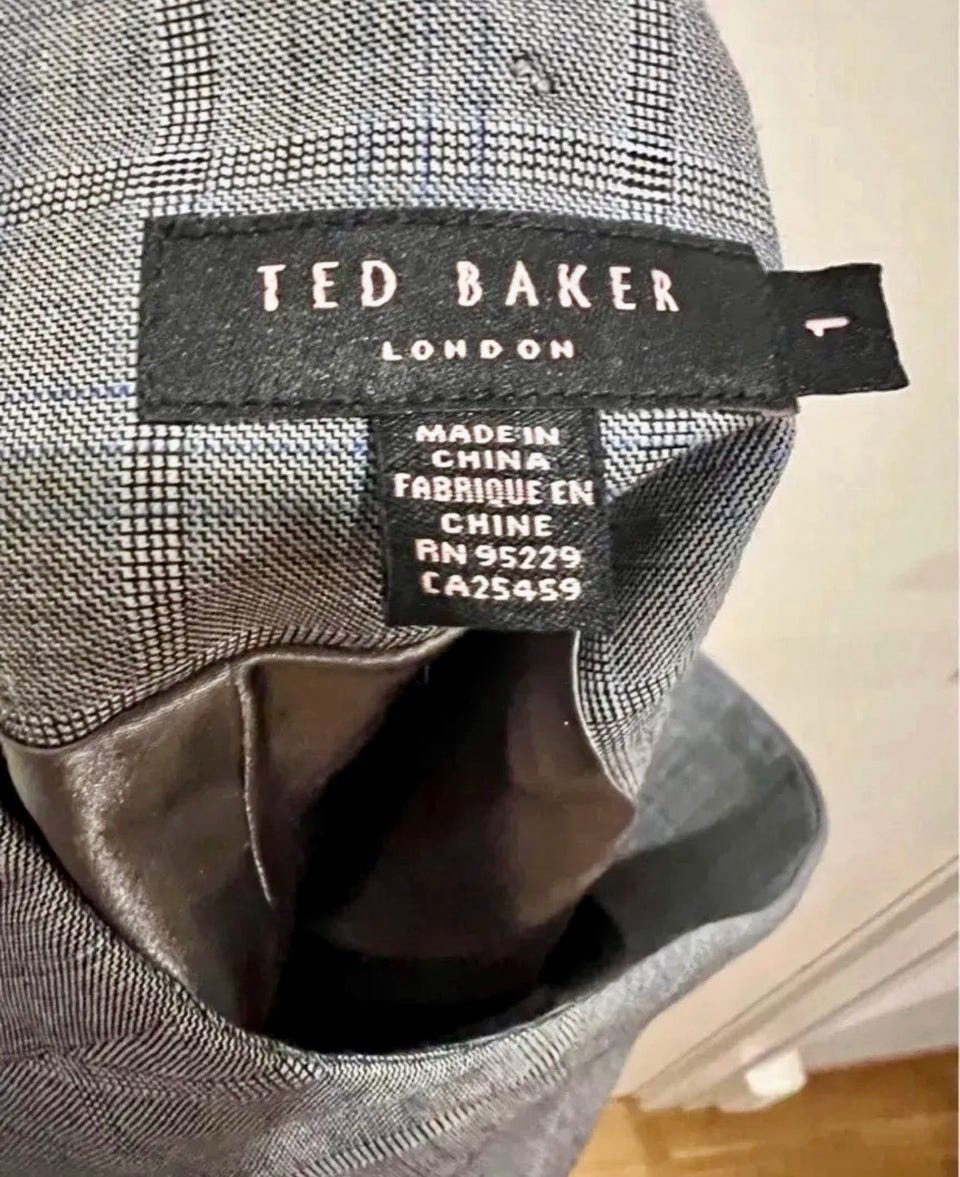 TED BAKER
LONDON
1
MADE IN
CHINA
FABRIQUE EN
CHINE
RN 95229
CA25459